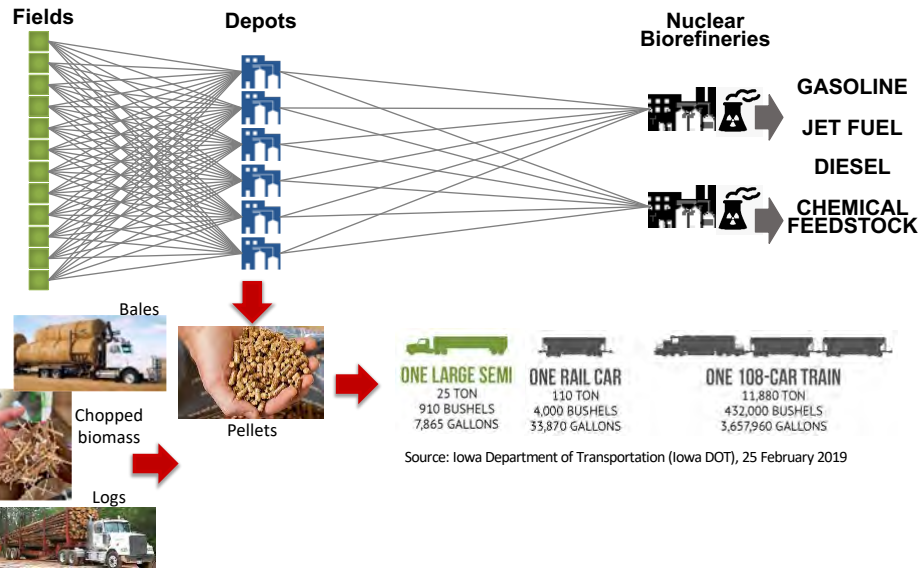 Fields
Depots
Nuclear
Biorefineries
GASOLINE
JET FUEL
DIESEL
CHEMICAL
FEEDSTOCK
Bales
Chopped
biomass
Logs
Pellets
ONE LARGE SEMI
25 TON
910 BUSHELS
7,865 GALLONS
ONE RAIL CAR
110 TON
4,000 BUSHELS
33,870 GALLONS
ONE 108-CAR TRAIN
11,880 TON
432,000 BUSHELS
3,657,960 GALLONS
Source: Iowa Department of Transportation (Iowa DOT), 25 February 2019